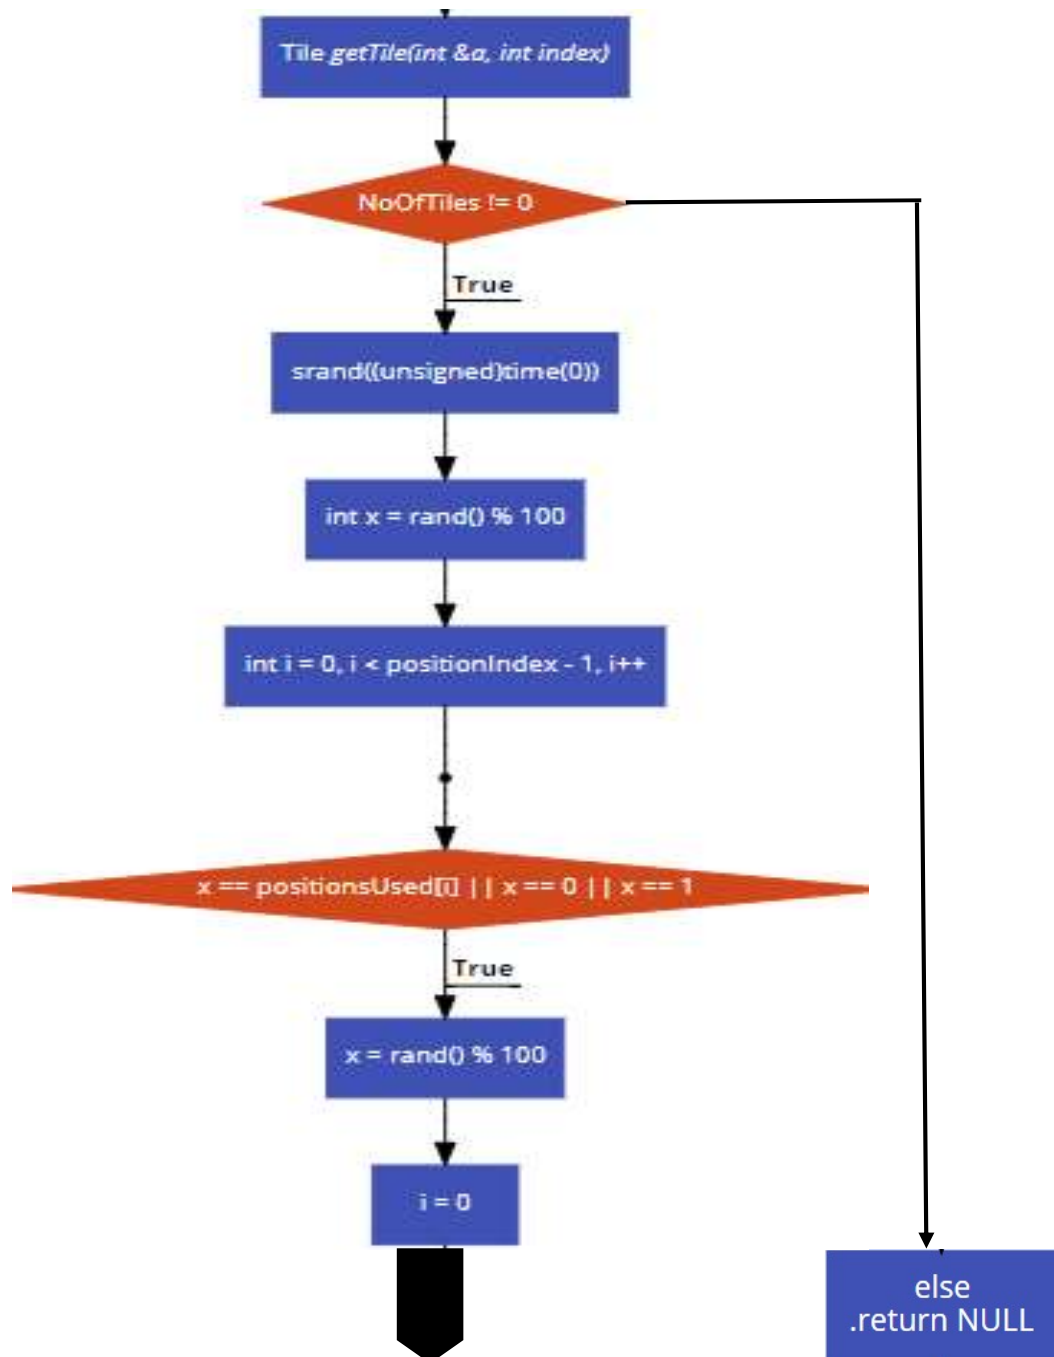 Tile getTile(int &a, int index)
NoOfTiles != 0
True
srand((unsigned)time(0))
int x = rand() % 100
int i = 0, i < positionIndex - 1, i++
x == positionsUsed[i] || x == 0 || x == 1
True
x = rand() % 100
i = 0
else
.return NULL